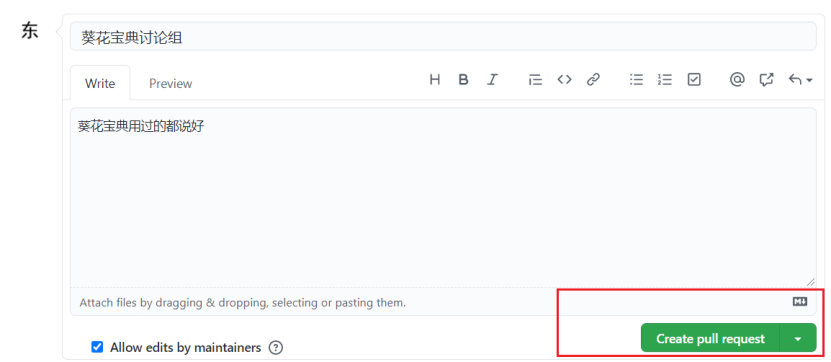 东
葵花宝典讨论组
Write Preview
葵花宝典用过的都说好
Attach files by dragging & dropping, selecting or pasting them.
Allow edits by maintainers
Create pull request